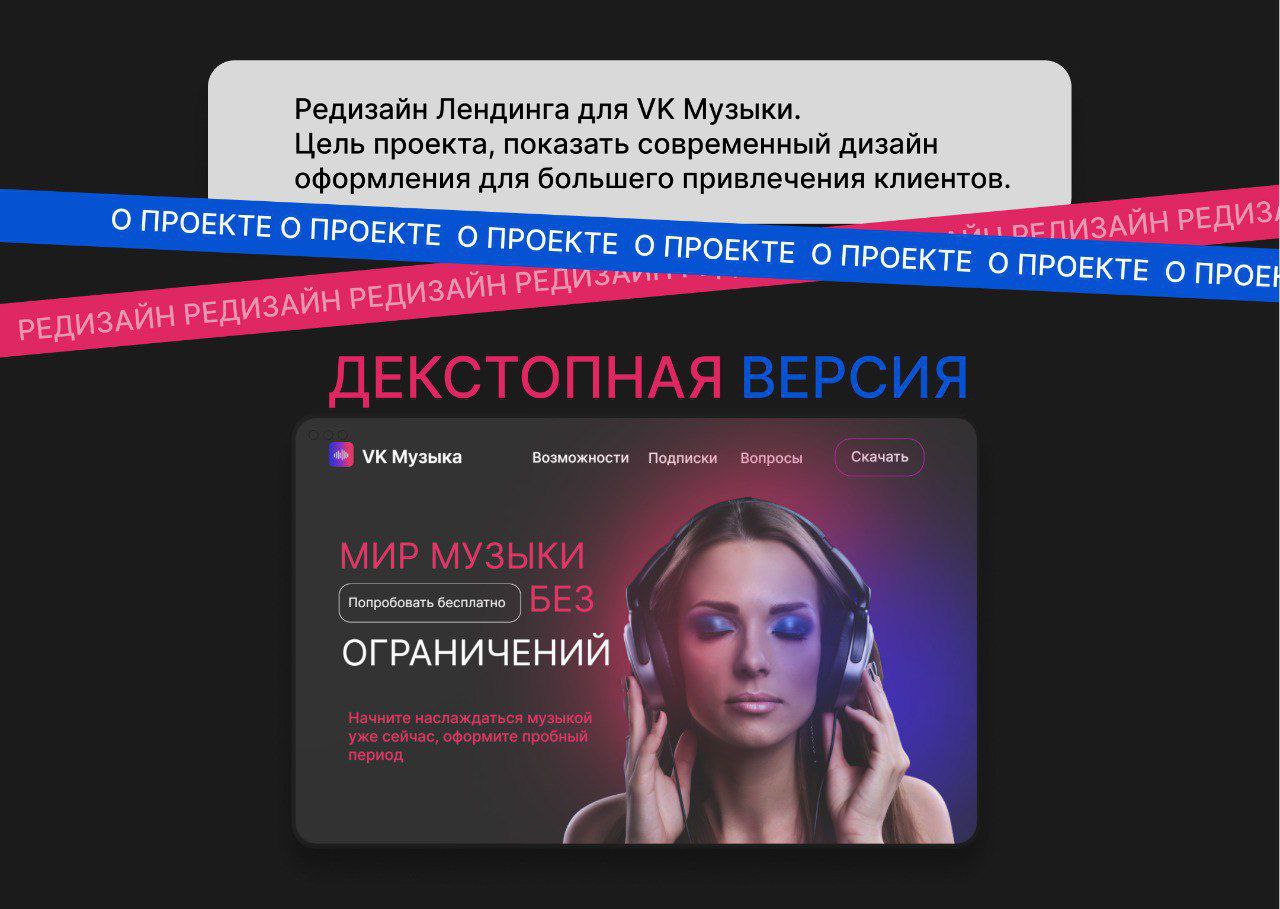 Редизайн Лендинга для VK Музыки.
Цель проекта, показать современный дизайн
оформления для большего привлечения клиентов.
О ПРОЕКТЕ О ПРОЕКТЕ О ПРОЕКТЕ О ПРОЕКТЕ О ПРОЕКТЕ О ПРОЕКТЕ О ПРОЕК
РЕДИЗАЙН РЕДИЗАЙН РЕДИЗАЙН РЕДИЗАЙН РЕДИЗАЙН РЕДИЗ
ДЕКСТОПНАЯ ВЕРСИЯ
VK Музыка Возможности Подписки Вопросы Скачать
МИР МУЗЫКИ
Попробовать бесплатно БЕЗ
ОГРАНИЧЕНИЙ
Начните наслаждаться музыкой
уже сейчас, оформите пробный
период